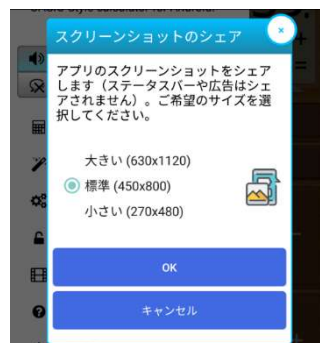 スクリーンショットのシェア
アプリのスクリーンショットをシェア
します（ステータスバーや広告はシェ
アされません）。ご希望のサイズを選
択してください。
大きい (630x1120)
標準 (450x800)
小さい (270x480)
OK
キャンセル